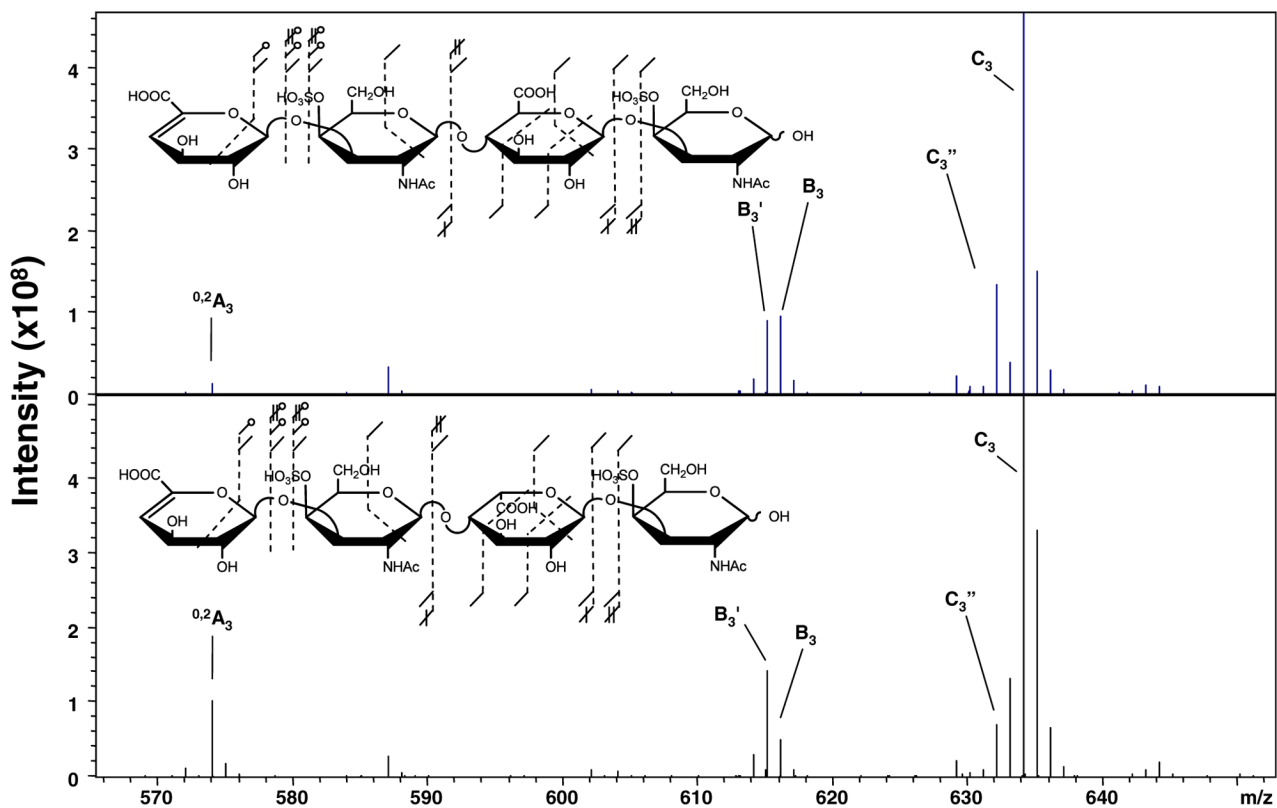 Intensity (x10⁸)
4
3
2
1
0
HOOC
O
OH
OH
O
HO₃SO
CH₂OH
O
NHAc
O
COOH
O
OH
OH
O
HO₃SO
CH₂OH
O
OH
NHAc
⁰,²A₃
B₃'
B₃
C₃''
C₃
4
3
2
1
0
HOOC
O
OH
OH
O
HO₃SO
CH₂OH
O
NHAc
O
O
COOH
OH
OH
O
HO₃SO
CH₂OH
O
OH
NHAc
⁰,²A₃
B₃'
B₃
C₃''
C₃
570 580 590 600 610 620 630 640 m/z